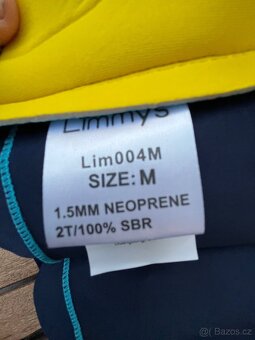 Limmys
Lim004M
SIZE: M
1.5MM NEOPRENE
2T/100% SBR
Bazos.cz